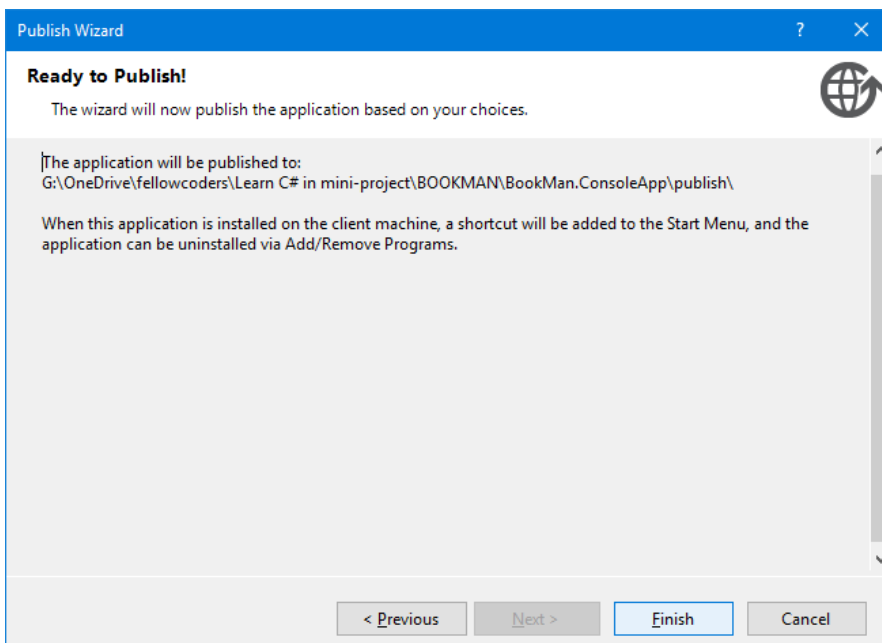 Publish Wizard
?
Ready to Publish!
The wizard will now publish the application based on your choices.
The application will be published to:
G:\OneDrive\fellowcoders\Learn C# in mini-project\BOOKMAN\BookMan.ConsoleApp\publish\
When this application is installed on the client machine, a shortcut will be added to the Start Menu, and the
application can be uninstalled via Add/Remove Programs.
< Previous Next > Finish Cancel